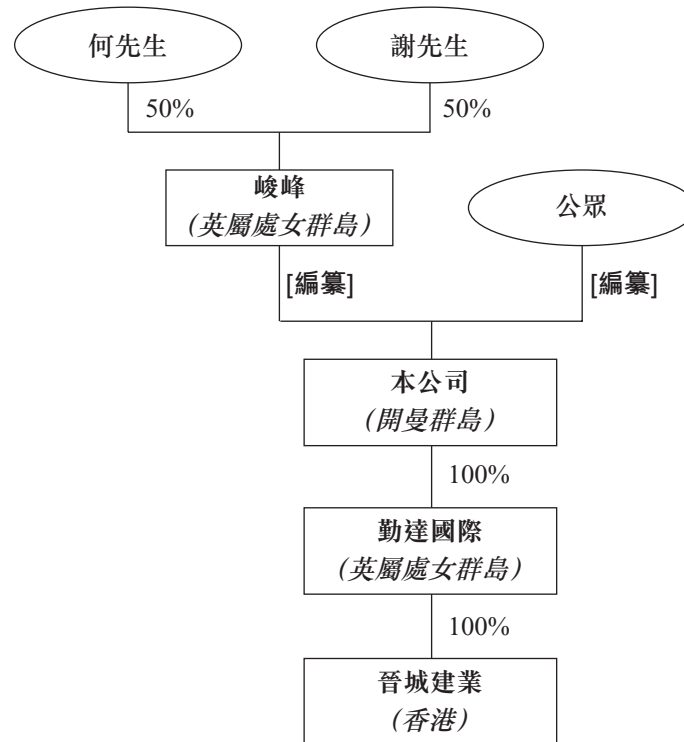 何先生
謝先生
50%
50%
峻峰
(英屬處女群島)
公眾
[編纂]
[編纂]
本公司
(開曼群島)
100%
勤達國際
(英屬處女群島)
100%
晉城建業
(香港)